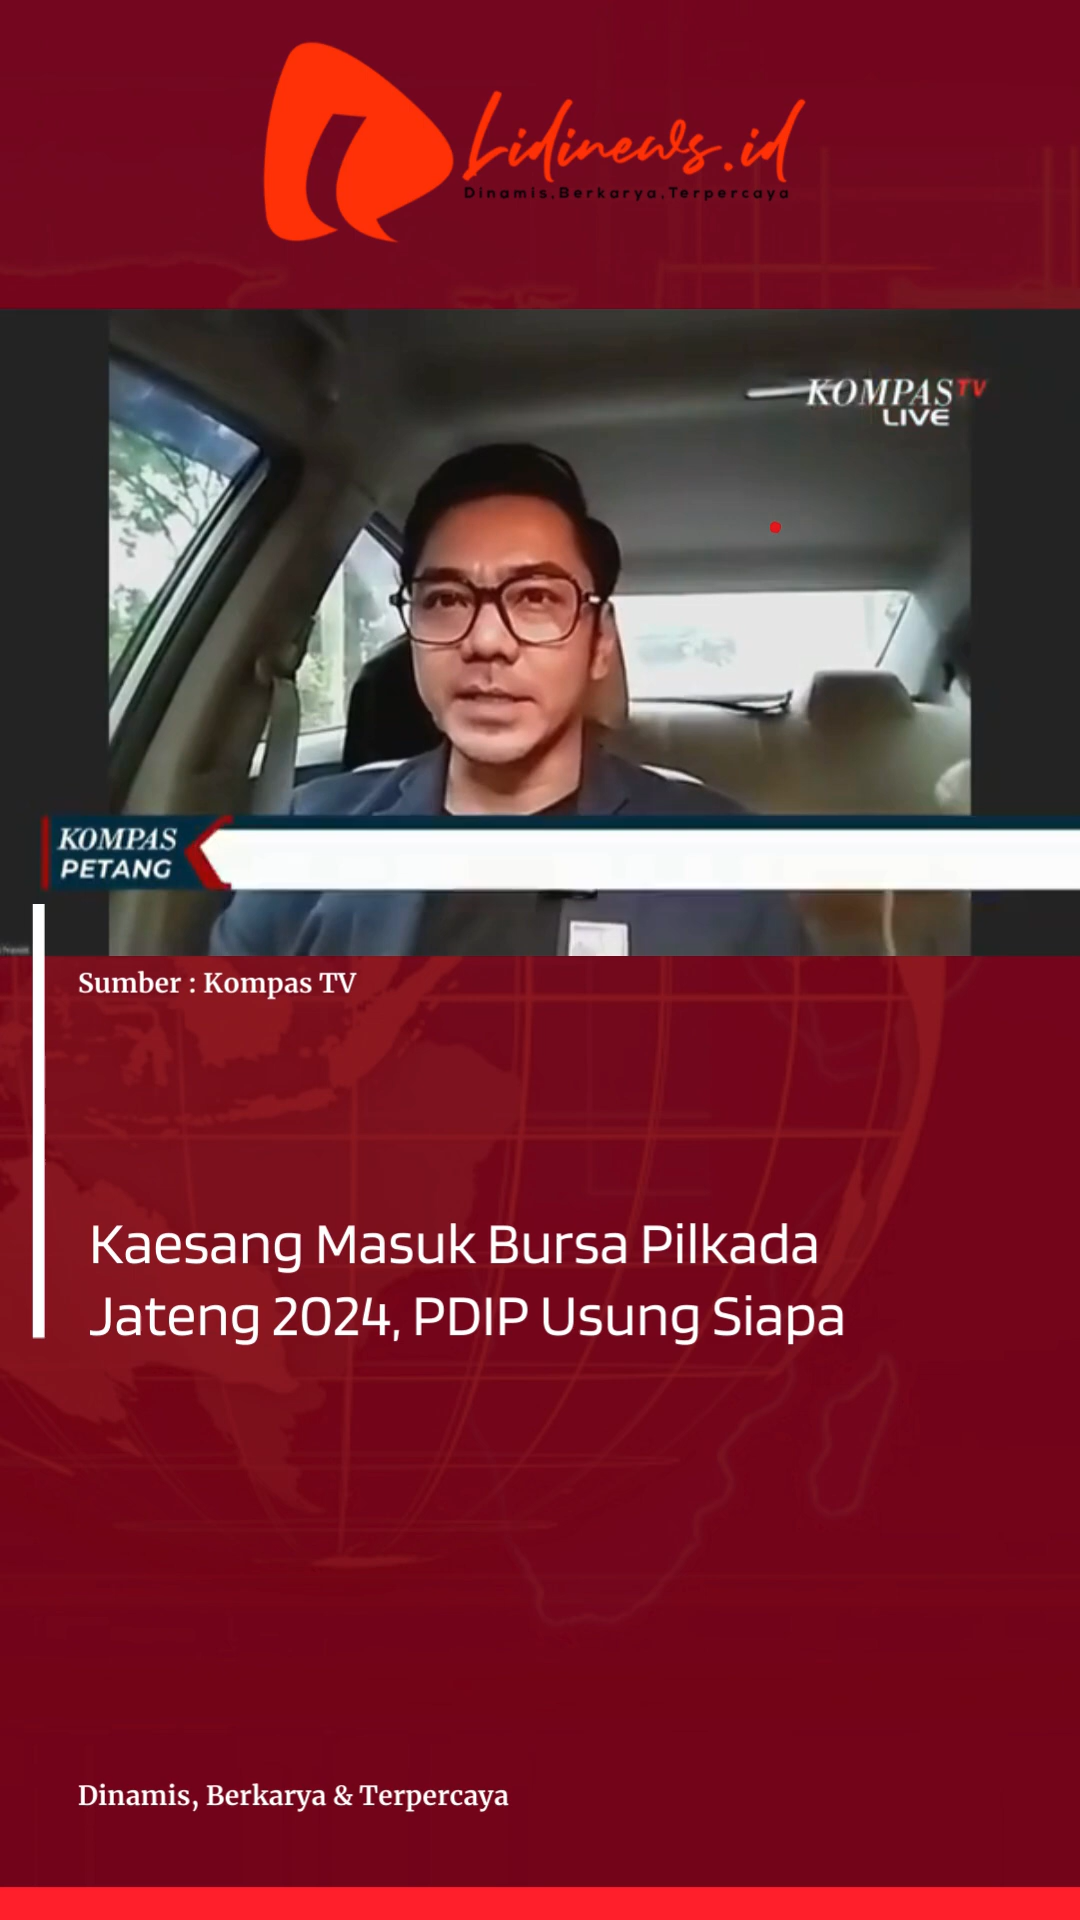 Lidinews.id
Dinamis,Berkarya,Terpercaya
KOMPAS TV
LIVE
KOMPAS
PETANG
Sumber : Kompas TV
Kaesang Masuk Bursa Pilkada
Jateng 2024, PDIP Usung Siapa
Dinamis, Berkarya & Terpercaya